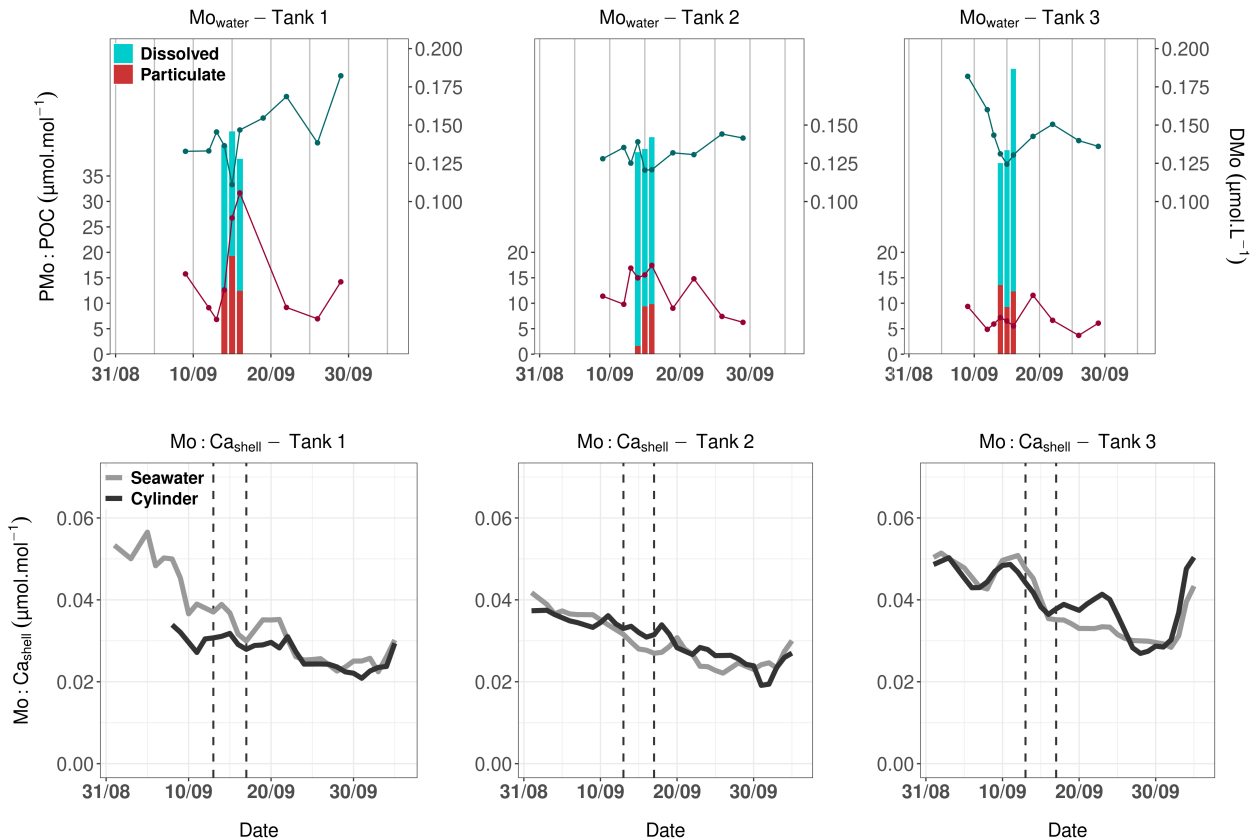 Mo_water − Tank 1
Mo_water − Tank 2
Mo_water − Tank 3
Dissolved
Particulate
PMo : POC (μmol.mol⁻¹)
0
5
10
15
20
25
30
35
0.100
0.125
0.150
0.175
0.200
31/08 10/09 20/09 30/09
0
5
10
15
20
0.100
0.125
0.150
31/08 10/09 20/09 30/09
0
5
10
15
20
0.100
0.125
0.150
0.175
0.200
31/08 10/09 20/09 30/09
DMo (μmol.L⁻¹)
Mo : Ca_shell − Tank 1
Mo : Ca_shell − Tank 2
Mo : Ca_shell − Tank 3
Seawater
Cylinder
Mo : Ca_shell (μmol.mol⁻¹)
0.06
0.04
0.02
0.00
31/08 10/09 20/09 30/09
Date
0.06
0.04
0.02
0.00
31/08 10/09 20/09 30/09
Date
0.06
0.04
0.02
0.00
31/08 10/09 20/09 30/09
Date